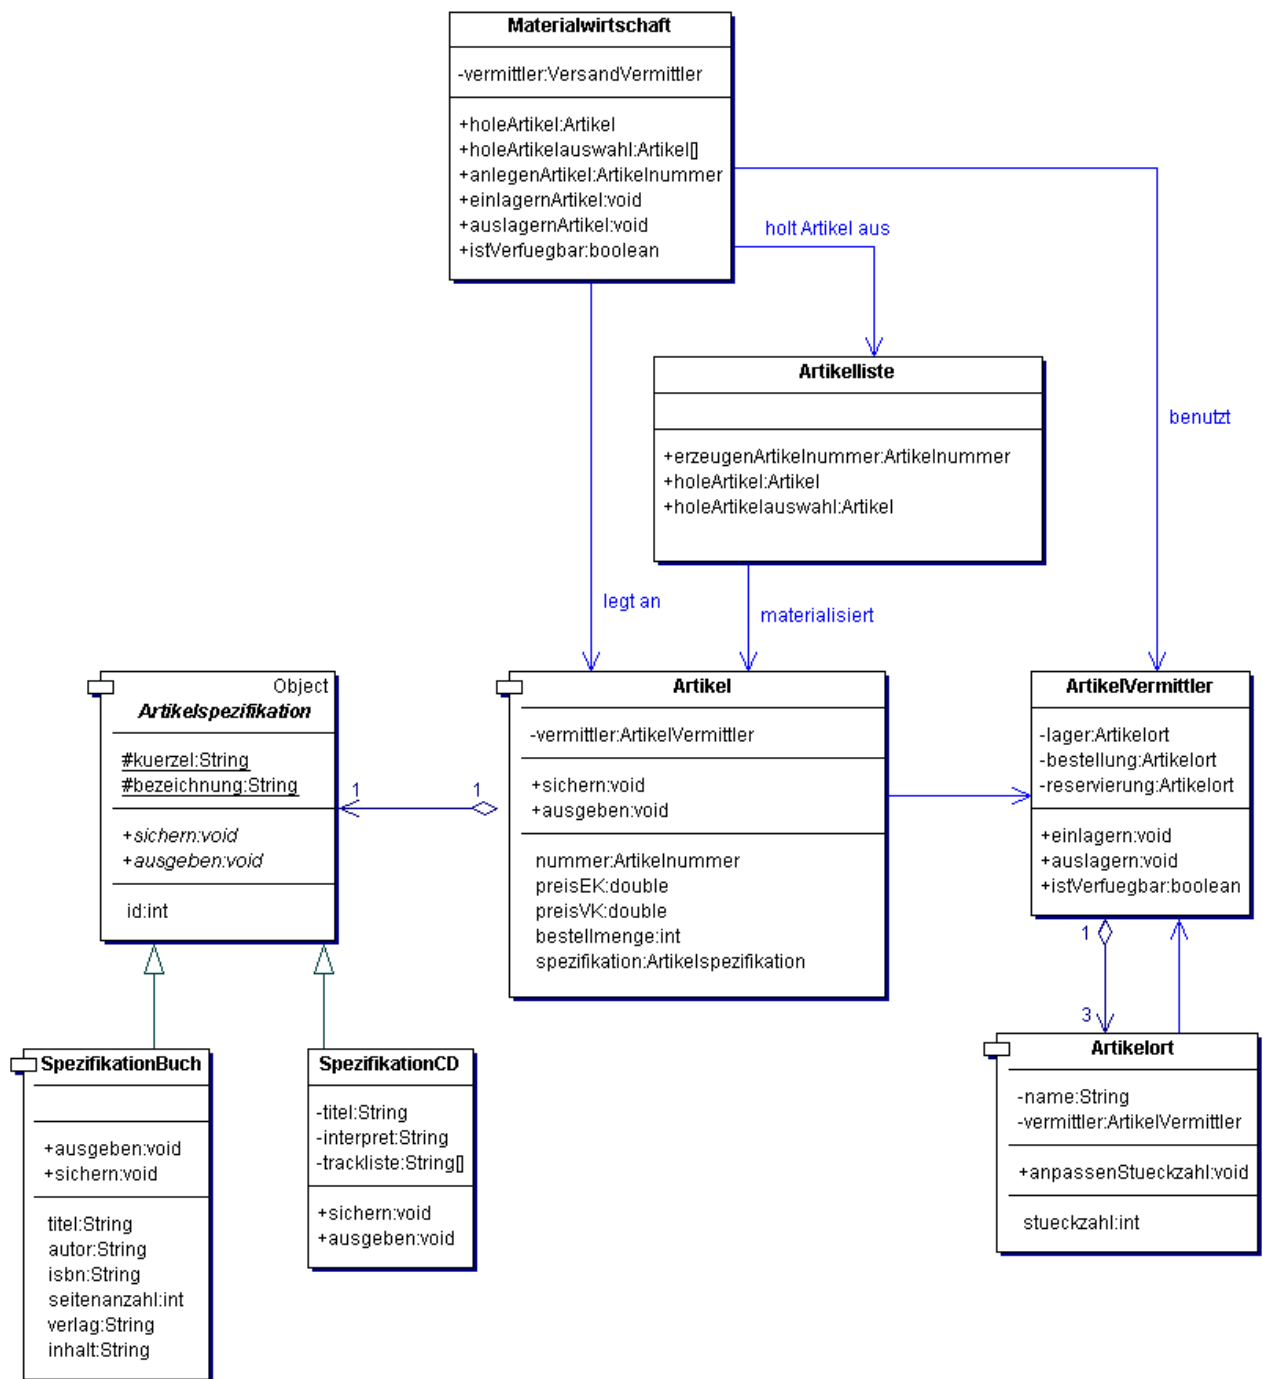 Materialwirtschaft
-vermittler:VersandVermittler
+holeArtikel:Artikel
+holeArtikelauswahl:Artikel[]
+anlegenArtikel:Artikelnummer
+einlagernArtikel:void
+auslagernArtikel:void
+istVerfuegbar:boolean
holt Artikel aus
benutzt
Artikelliste
+erzeugenArtikelnummer:Artikelnummer
+holeArtikel:Artikel
+holeArtikelauswahl:Artikel
legt an
materialisiert
Object
Artikelspezifikation
#kuerzel:String
#bezeichnung:String
+sichern:void
+ausgeben:void
id:int
1
1
Artikel
-vermittler:ArtikelVermittler
+sichern:void
+ausgeben:void
nummer:Artikelnummer
preisEK:double
preisVK:double
bestellmenge:int
spezifikation:Artikelspezifikation
ArtikelVermittler
-lager:Artikelort
-bestellung:Artikelort
-reservierung:Artikelort
+einlagern:void
+auslagern:void
+istVerfuegbar:boolean
1
3
SpezifikationBuch
+ausgeben:void
+sichern:void
titel:String
autor:String
isbn:String
seitenanzahl:int
verlag:String
inhalt:String
SpezifikationCD
-titel:String
-interpret:String
-trackliste:String[]
+sichern:void
+ausgeben:void
Artikelort
-name:String
-vermittler:ArtikelVermittler
+anpassenStueckzahl:void
stueckzahl:int